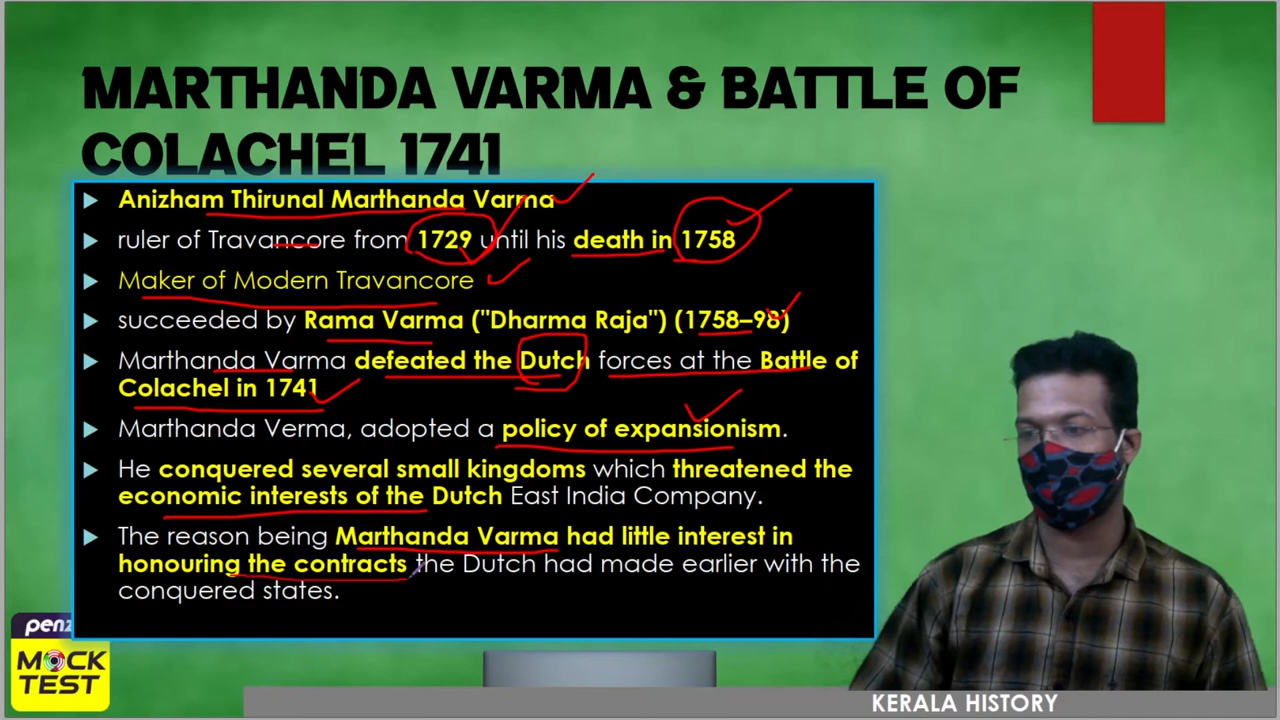 MARTHANDA VARMA & BATTLE OF
COLACHEL 1741
Anizham Thirunal Marthanda Varma
ruler of Travancore from 1729 until his death in 1758
Maker of Modern Travancore
succeeded by Rama Varma ("Dharma Raja") (1758–98)
Marthanda Varma defeated the Dutch forces at the Battle of
Colachel in 1741
Marthanda Verma, adopted a policy of expansionism.
He conquered several small kingdoms which threatened the
economic interests of the Dutch East India Company.
The reason being Marthanda Varma had little interest in
honouring the contracts the Dutch had made earlier with the
conquered states.
penz
MOCK
TEST
KERALA HISTORY